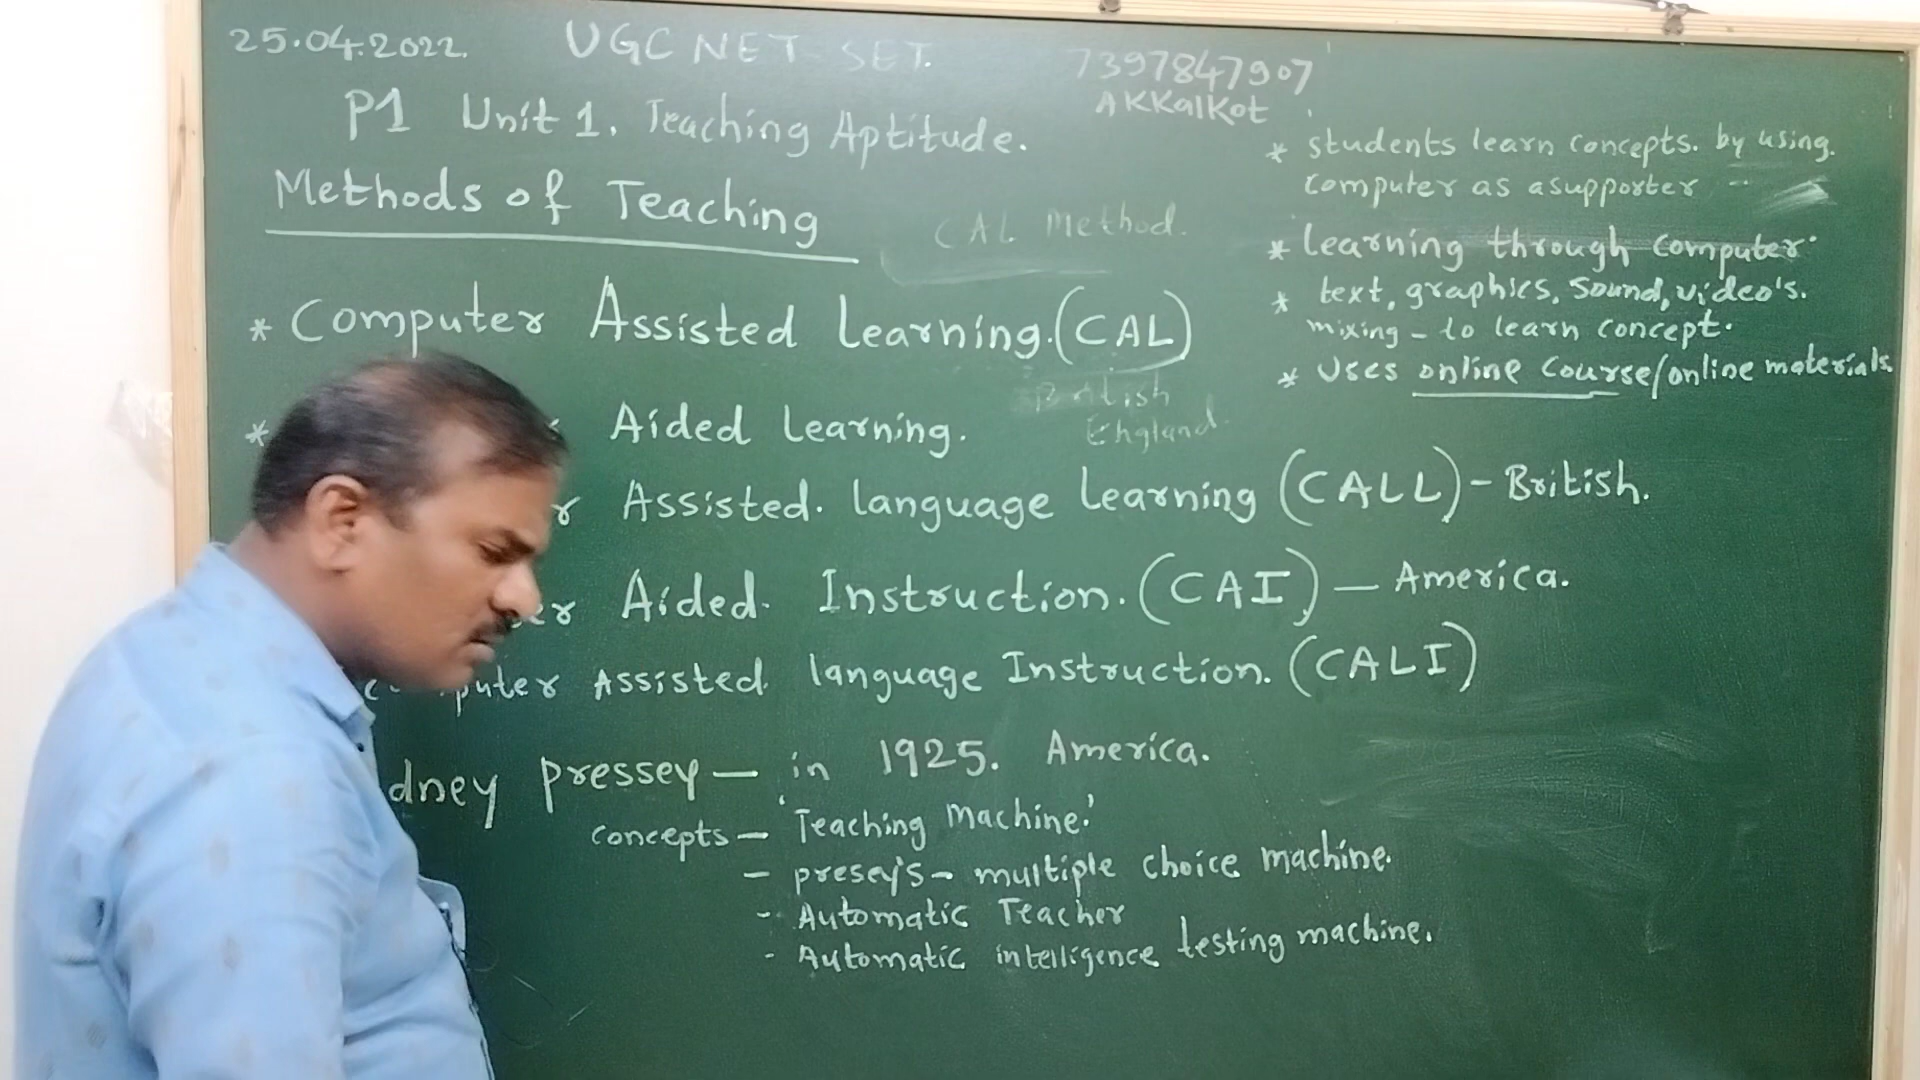 25.04.2022. UGC NET-SET.
7397847907
AKKalKot
P1 Unit 1. Teaching Aptitude.
Methods of Teaching
CAL Method.
* Computer Assisted Learning.(CAL)
British
England
* Aided Learning.
Assisted. language Learning (CALL) - British.
Aided. Instruction. (CAI) — America.
Assisted language Instruction. (CALI)
pressey — in 1925. America.
concepts — 'Teaching Machine.'
- presey's - multiple choice machine.
- Automatic Teacher
- Automatic intelligence testing machine.
* students learn concepts. by using.
computer as a supporter
* learning through computer.
* text, graphics, sound, video's.
mixing - to learn concept.
* Uses online course/online materials.